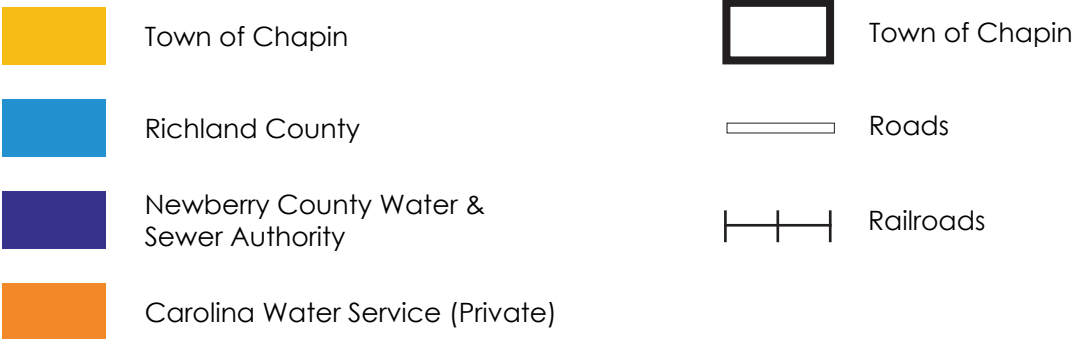 Town of Chapin
Richland County
Newberry County Water &
Sewer Authority
Carolina Water Service (Private)
Town of Chapin
Roads
Railroads